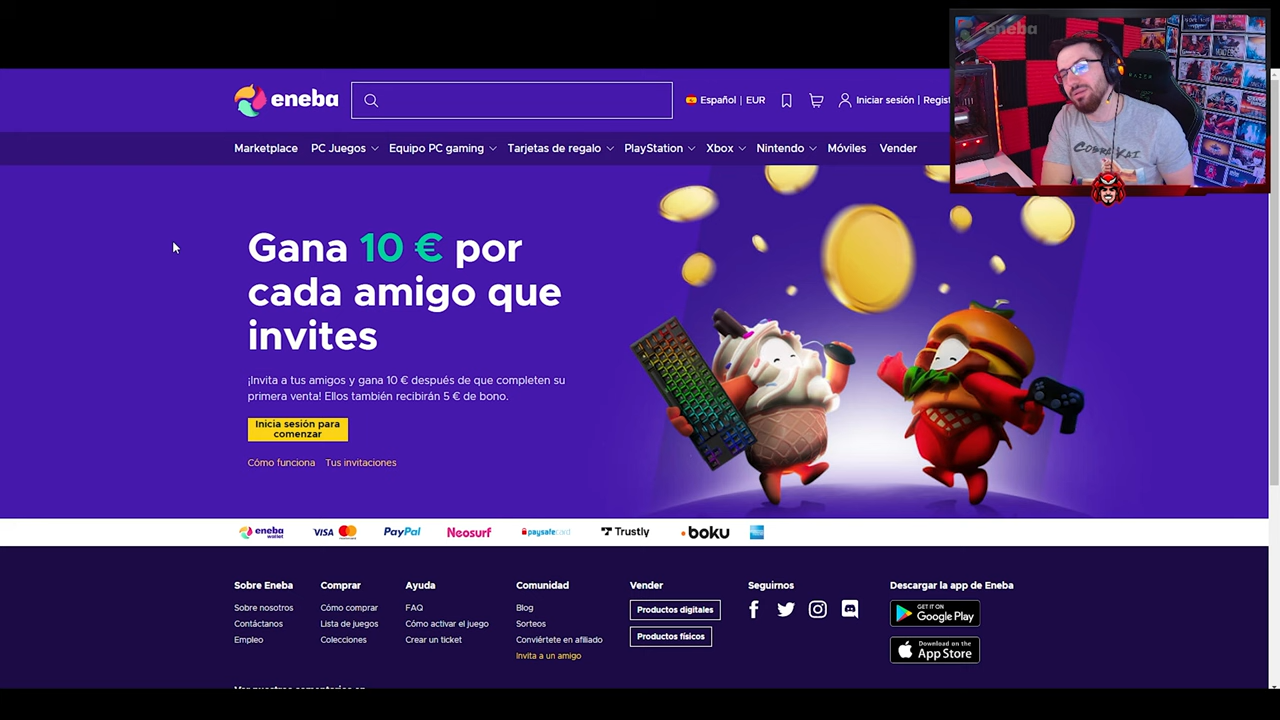 eneba
eneba
Español | EUR
Iniciar sesión | Regist
Marketplace
PC Juegos
Equipo PC gaming
Tarjetas de regalo
PlayStation
Xbox
Nintendo
Móviles
Vender
COBRA KAI
Gana 10 € por
cada amigo que
invites
¡Invita a tus amigos y gana 10 € después de que completen su
primera venta! Ellos también recibirán 5 € de bono.
Inicia sesión para
comenzar
Cómo funciona
Tus invitaciones
eneba
wallet
VISA
PayPal
Neosurf
paysafecard
Trustly
boku
Sobre Eneba
Sobre nosotros
Contáctanos
Empleo
Comprar
Cómo comprar
Lista de juegos
Colecciones
Ayuda
FAQ
Cómo activar el juego
Crear un ticket
Comunidad
Blog
Sorteos
Conviértete en afiliado
Invita a un amigo
Vender
Productos digitales
Productos físicos
Seguirnos
Descargar la app de Eneba
GET IT ON
Google Play
Download on the
App Store